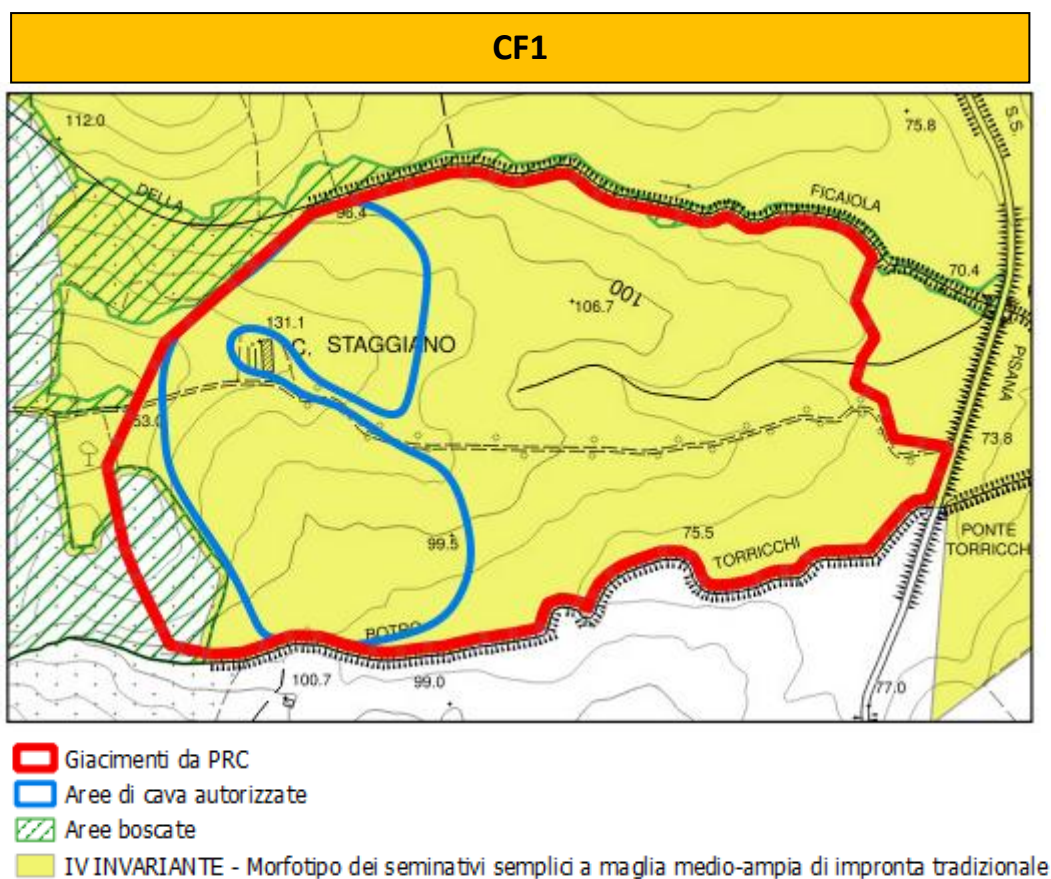 CF1
112.0
75.8
S.S.
DELLA
FICAIOLA
98.4
70.4
100
106.7
131.1
C. STAGGIANO
PISANA
53.0
73.8
99.5
75.5
TORRICCHI
PONTE
TORRICCH
BOTRO
100.7
99.0
77.0
Giacimenti da PRC
Aree di cava autorizzate
Aree boscate
IV INVARIANTE - Morfotipo dei seminativi semplici a maglia medio-ampia di impronta tradizionale